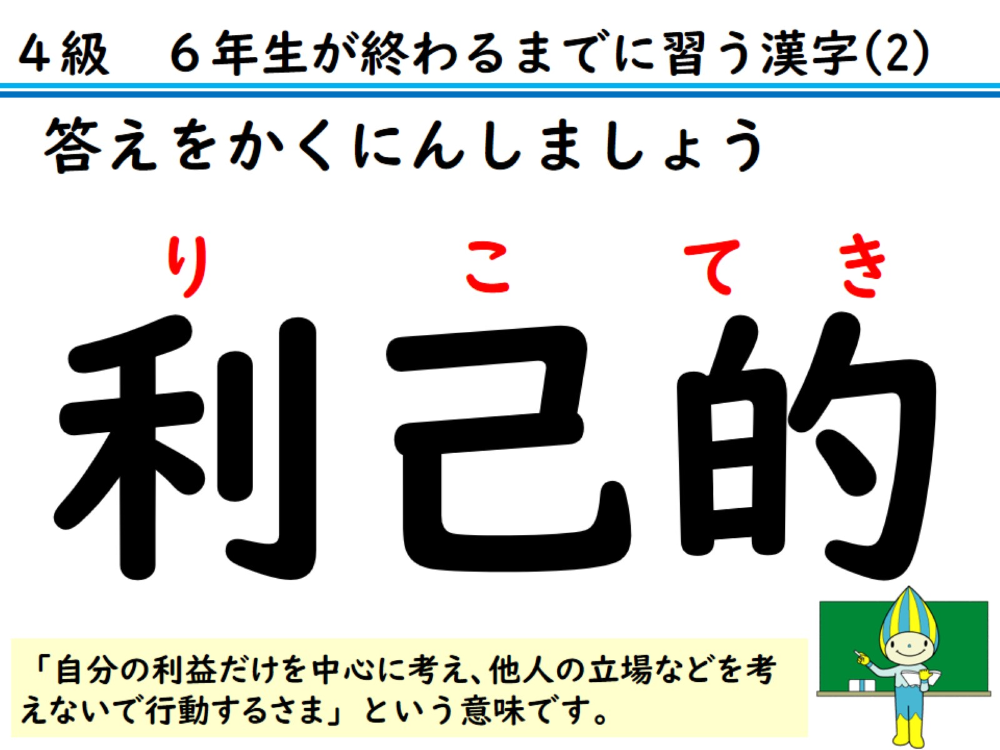 ４級　６年生が終わるまでに習う漢字(2)
答えをかくにんしましょう
り こ て き
利己的
「自分の利益だけを中心に考え、他人の立場などを考
えないで行動するさま」という意味です。